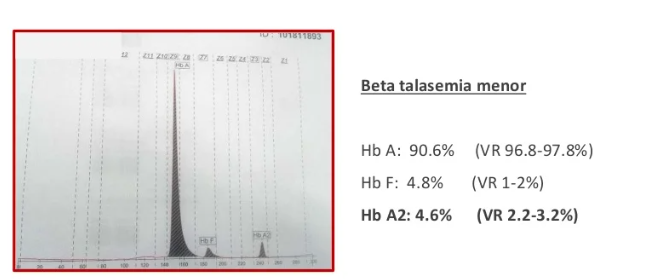 ID : 101811893
Z11 Z10 Z9 Z8 Z7 Z6 Z5 Z4 Z3 Z2 Z1
Hb A
Hb F
Hb A2
Beta talasemia menor
Hb A: 90.6% (VR 96.8-97.8%)
Hb F: 4.8% (VR 1-2%)
Hb A2: 4.6% (VR 2.2-3.2%)